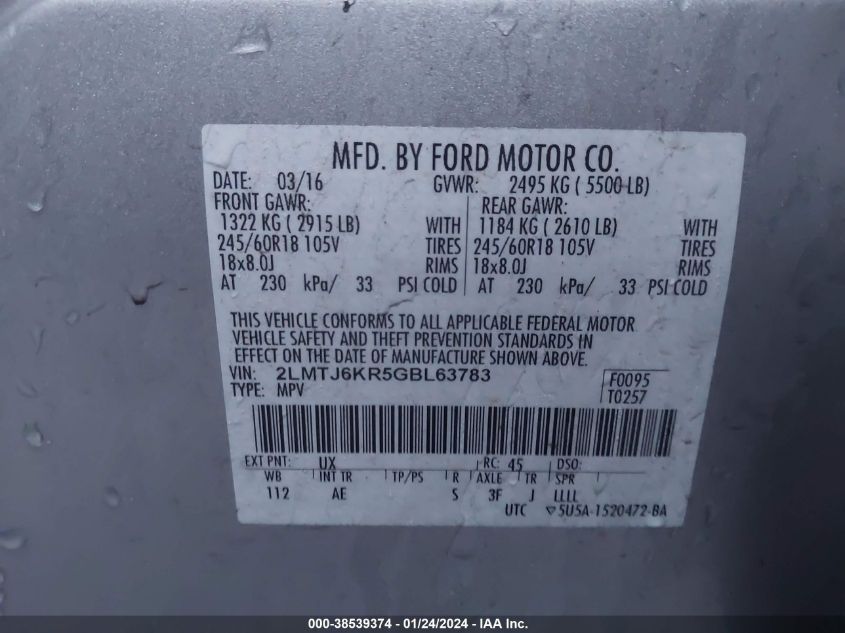 MFD. BY FORD MOTOR CO.
DATE: 03/16 GVWR: 2495 KG ( 5500 LB)
FRONT GAWR: REAR GAWR:
1322 KG ( 2915 LB) WITH 1184 KG ( 2610 LB) WITH
245/60R18 105V TIRES 245/60R18 105V TIRES
18x8.0J RIMS 18x8.0J RIMS
AT 230 kPa/ 33 PSI COLD AT 230 kPa/ 33 PSI COLD
THIS VEHICLE CONFORMS TO ALL APPLICABLE FEDERAL MOTOR
VEHICLE SAFETY AND THEFT PREVENTION STANDARDS IN
EFFECT ON THE DATE OF MANUFACTURE SHOWN ABOVE.
VIN: 2LMTJ6KR5GBL63783 F0095
TYPE: MPV T0257
EXT PNT: UX RC: 45 DSO:
WB INT TR TP/PS R AXLE TR SPR
112 AE S 3F J LLLL
UTC 5U5A-1520472-BA
000-38539374 / 01/24/2024 / IAA Inc.